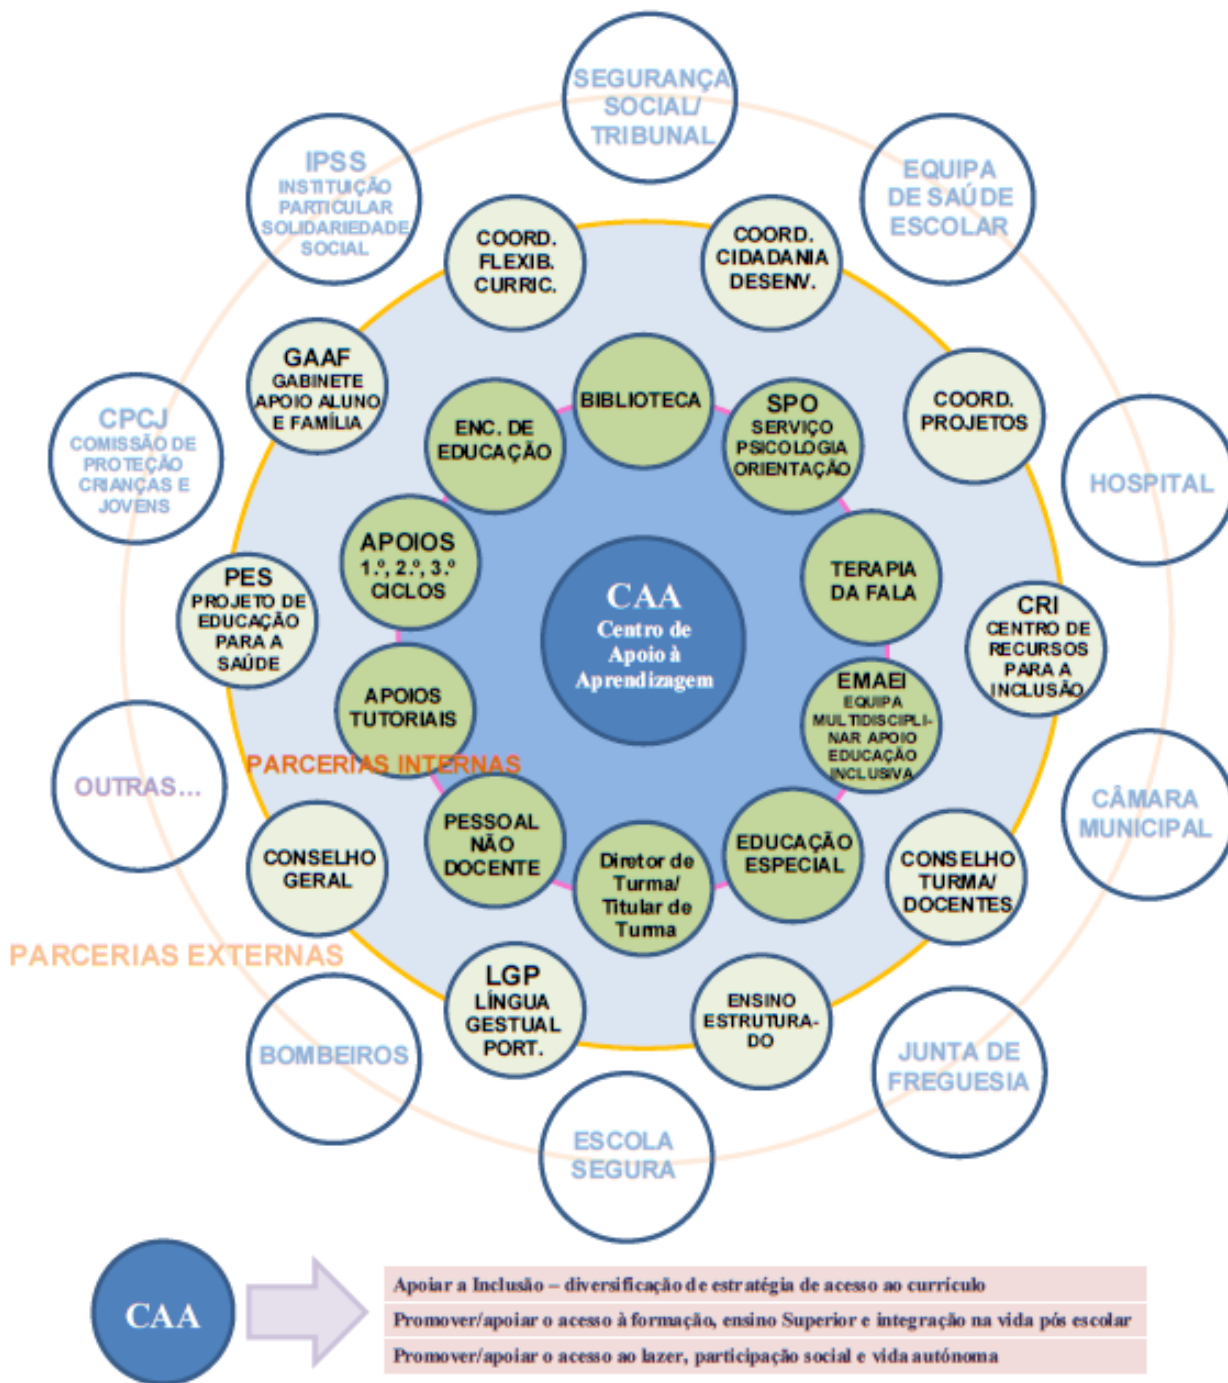 SEGURANÇA
SOCIAL/
TRIBUNAL
IPSS
INSTITUIÇÃO
PARTICULAR
SOLIDARIEDADE
SOCIAL
EQUIPA
DE SAÚDE
ESCOLAR
COORD.
FLEXIB.
CURRIC.
COORD.
CIDADANIA
DESENV.
GAAF
GABINETE
APOIO ALUNO
E FAMÍLIA
BIBLIOTECA
SPO
SERVIÇO
PSICOLOGIA
ORIENTAÇÃO
COORD.
PROJETOS
CPCJ
COMISSÃO DE
PROTEÇÃO
CRIANÇAS E
JOVENS
ENC. DE
EDUCAÇÃO
HOSPITAL
APOIOS
1.º, 2.º, 3.º
CICLOS
TERAPIA
DA FALA
PES
PROJETO DE
EDUCAÇÃO
PARA A
SAÚDE
CAA
Centro de
Apoio à
Aprendizagem
CRI
CENTRO DE
RECURSOS
PARA A
INCLUSÃO
APOIOS
TUTORIAIS
EMAEI
EQUIPA
MULTIDISCIPLI-
NAR APOIO
EDUCAÇÃO
INCLUSIVA
PARCERIAS INTERNAS
OUTRAS...
CÂMARA
MUNICIPAL
PESSOAL
NÃO
DOCENTE
EDUCAÇÃO
ESPECIAL
CONSELHO
GERAL
Diretor de
Turma/
Titular de
Turma
CONSELHO
TURMA/
DOCENTES
PARCERIAS EXTERNAS
LGP
LÍNGUA
GESTUAL
PORT.
ENSINO
ESTRUTURA-
DO
BOMBEIROS
JUNTA DE
FREGUESIA
ESCOLA
SEGURA
CAA
Apoiar a Inclusão – diversificação de estratégia de acesso ao currículo
Promover/apoiar o acesso à formação, ensino Superior e integração na vida pós escolar
Promover/apoiar o acesso ao lazer, participação social e vida autónoma